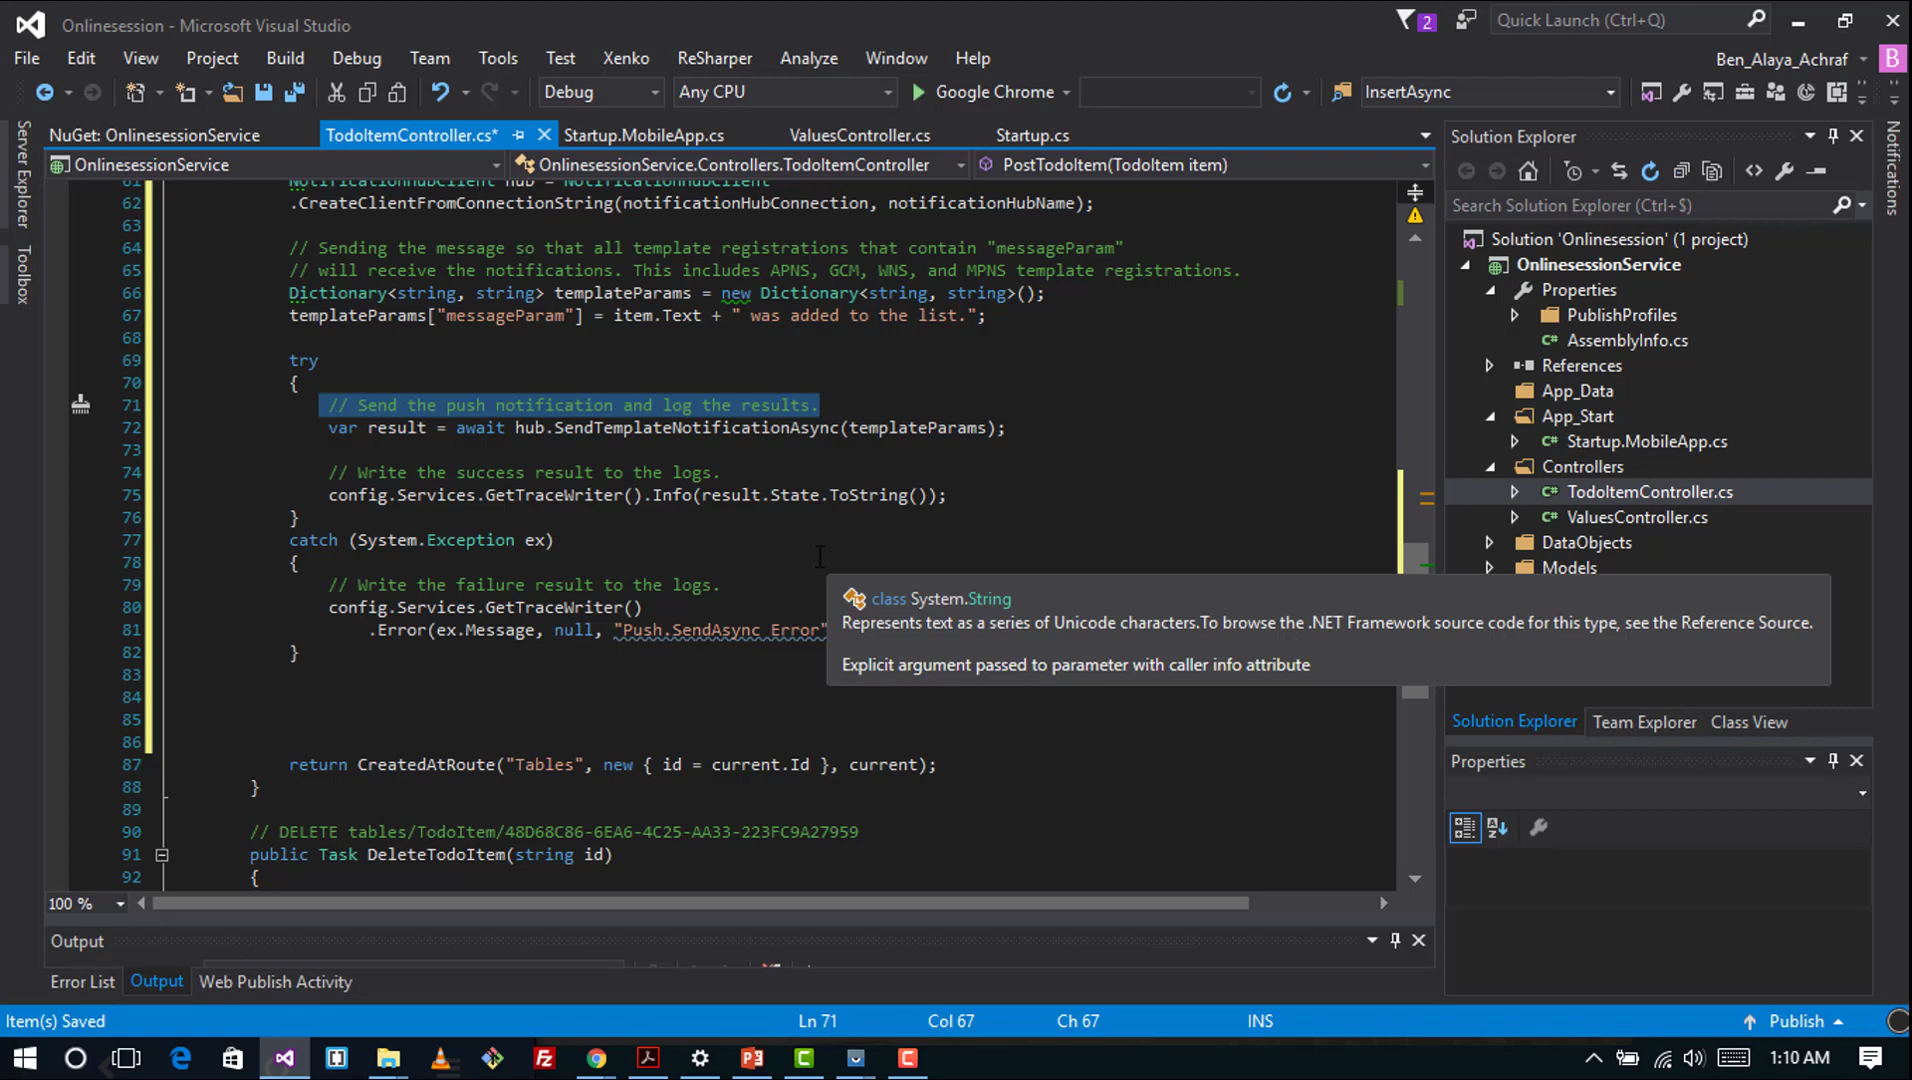 Onlinesession - Microsoft Visual Studio
2
Quick Launch (Ctrl+Q)
File Edit View Project Build Debug Team Tools Test Xenko ReSharper Analyze Window Help
Ben_Alaya_Achraf
B
Debug
Any CPU
Google Chrome
InsertAsync
Server Explorer
Toolbox
Notifications
NuGet: OnlinesessionService
TodoItemController.cs*
Startup.MobileApp.cs
ValuesController.cs
Startup.cs
OnlinesessionService
OnlinesessionService.Controllers.TodoItemController
PostTodoItem(TodoItem item)
61 NotificationHubClient hub = NotificationHubClient
62 .CreateClientFromConnectionString(notificationHubConnection, notificationHubName);
63
64 // Sending the message so that all template registrations that contain "messageParam"
65 // will receive the notifications. This includes APNS, GCM, WNS, and MPNS template registrations.
66 Dictionary<string, string> templateParams = new Dictionary<string, string>();
67 templateParams["messageParam"] = item.Text + " was added to the list.";
68
69 try
70 {
71 // Send the push notification and log the results.
72 var result = await hub.SendTemplateNotificationAsync(templateParams);
73
74 // Write the success result to the logs.
75 config.Services.GetTraceWriter().Info(result.State.ToString());
76 }
77 catch (System.Exception ex)
78 {
79 // Write the failure result to the logs.
80 config.Services.GetTraceWriter()
81 .Error(ex.Message, null, "Push.SendAsync Error"
82 }
83
84
85
86
87 return CreatedAtRoute("Tables", new { id = current.Id }, current);
88 }
89
90 // DELETE tables/TodoItem/48D68C86-6EA6-4C25-AA33-223FC9A27959
91 public Task DeleteTodoItem(string id)
92 {
class System.String
Represents text as a series of Unicode characters.To browse the .NET Framework source code for this type, see the Reference Source.
Explicit argument passed to parameter with caller info attribute
100 %
Output
Error List
Output
Web Publish Activity
Solution Explorer
Search Solution Explorer (Ctrl+$)
Solution 'Onlinesession' (1 project)
OnlinesessionService
Properties
PublishProfiles
AssemblyInfo.cs
References
App_Data
App_Start
Startup.MobileApp.cs
Controllers
TodoItemController.cs
ValuesController.cs
DataObjects
Models
Solution Explorer
Team Explorer
Class View
Properties
Item(s) Saved
Ln 71
Col 67
Ch 67
INS
Publish
1:10 AM